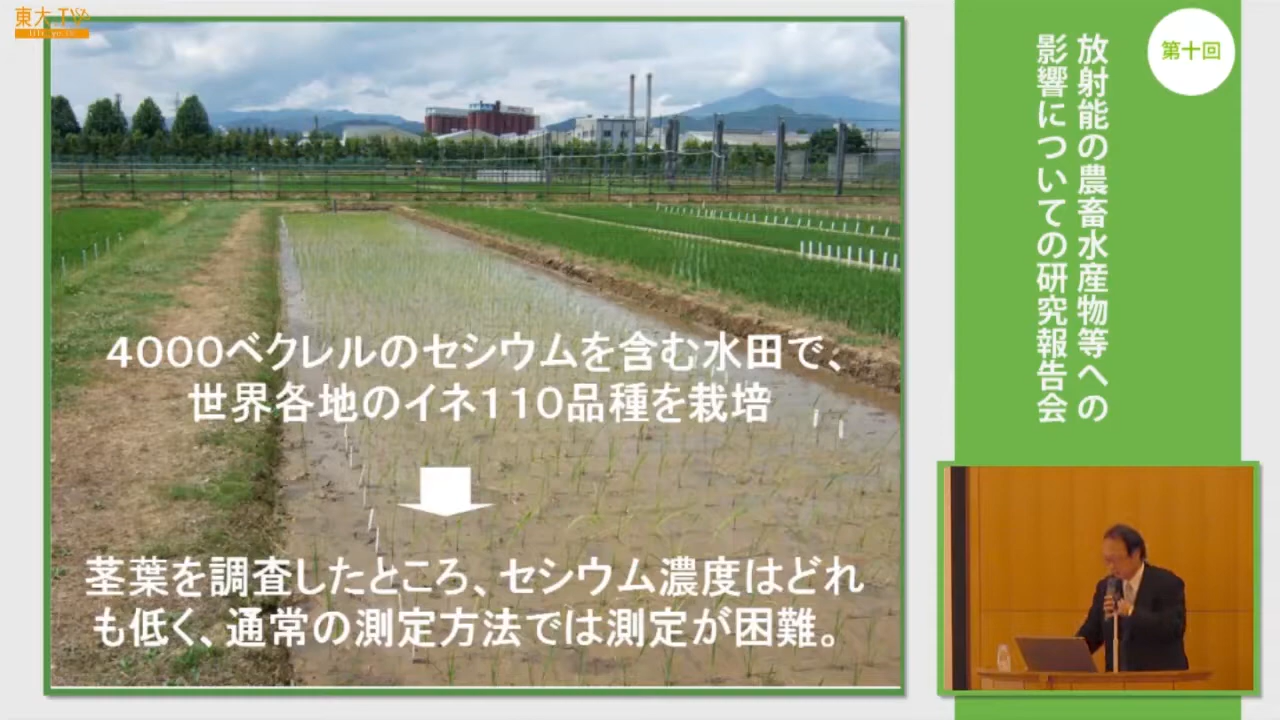 東大TV
第十回
放射能の農畜水産物等への
影響についての研究報告会
4000ベクレルのセシウムを含む水田で、
世界各地のイネ110品種を栽培
茎葉を調査したところ、セシウム濃度はどれ
も低く、通常の測定方法では測定が困難。